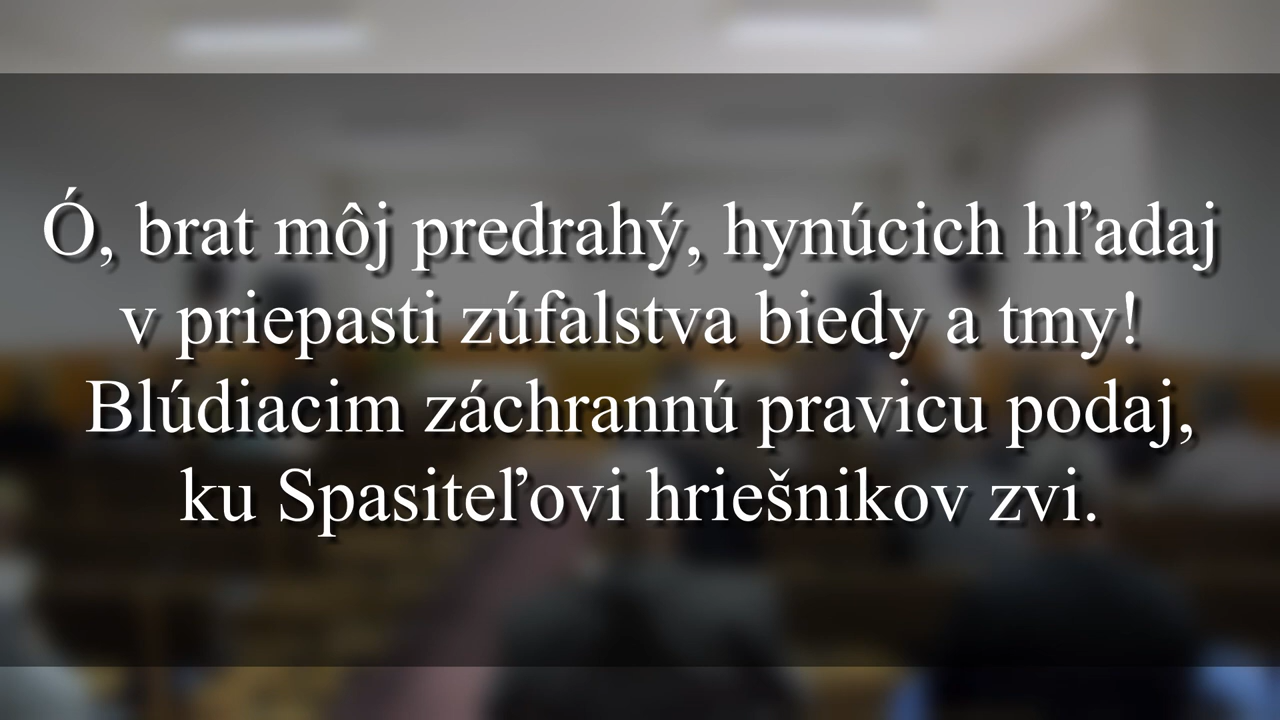 Ó, brat môj predrahý, hynúcich hľadaj
v priepasti zúfalstva biedy a tmy!
Blúdiacim záchrannú pravicu podaj,
ku Spasiteľovi hriešnikov zvi.